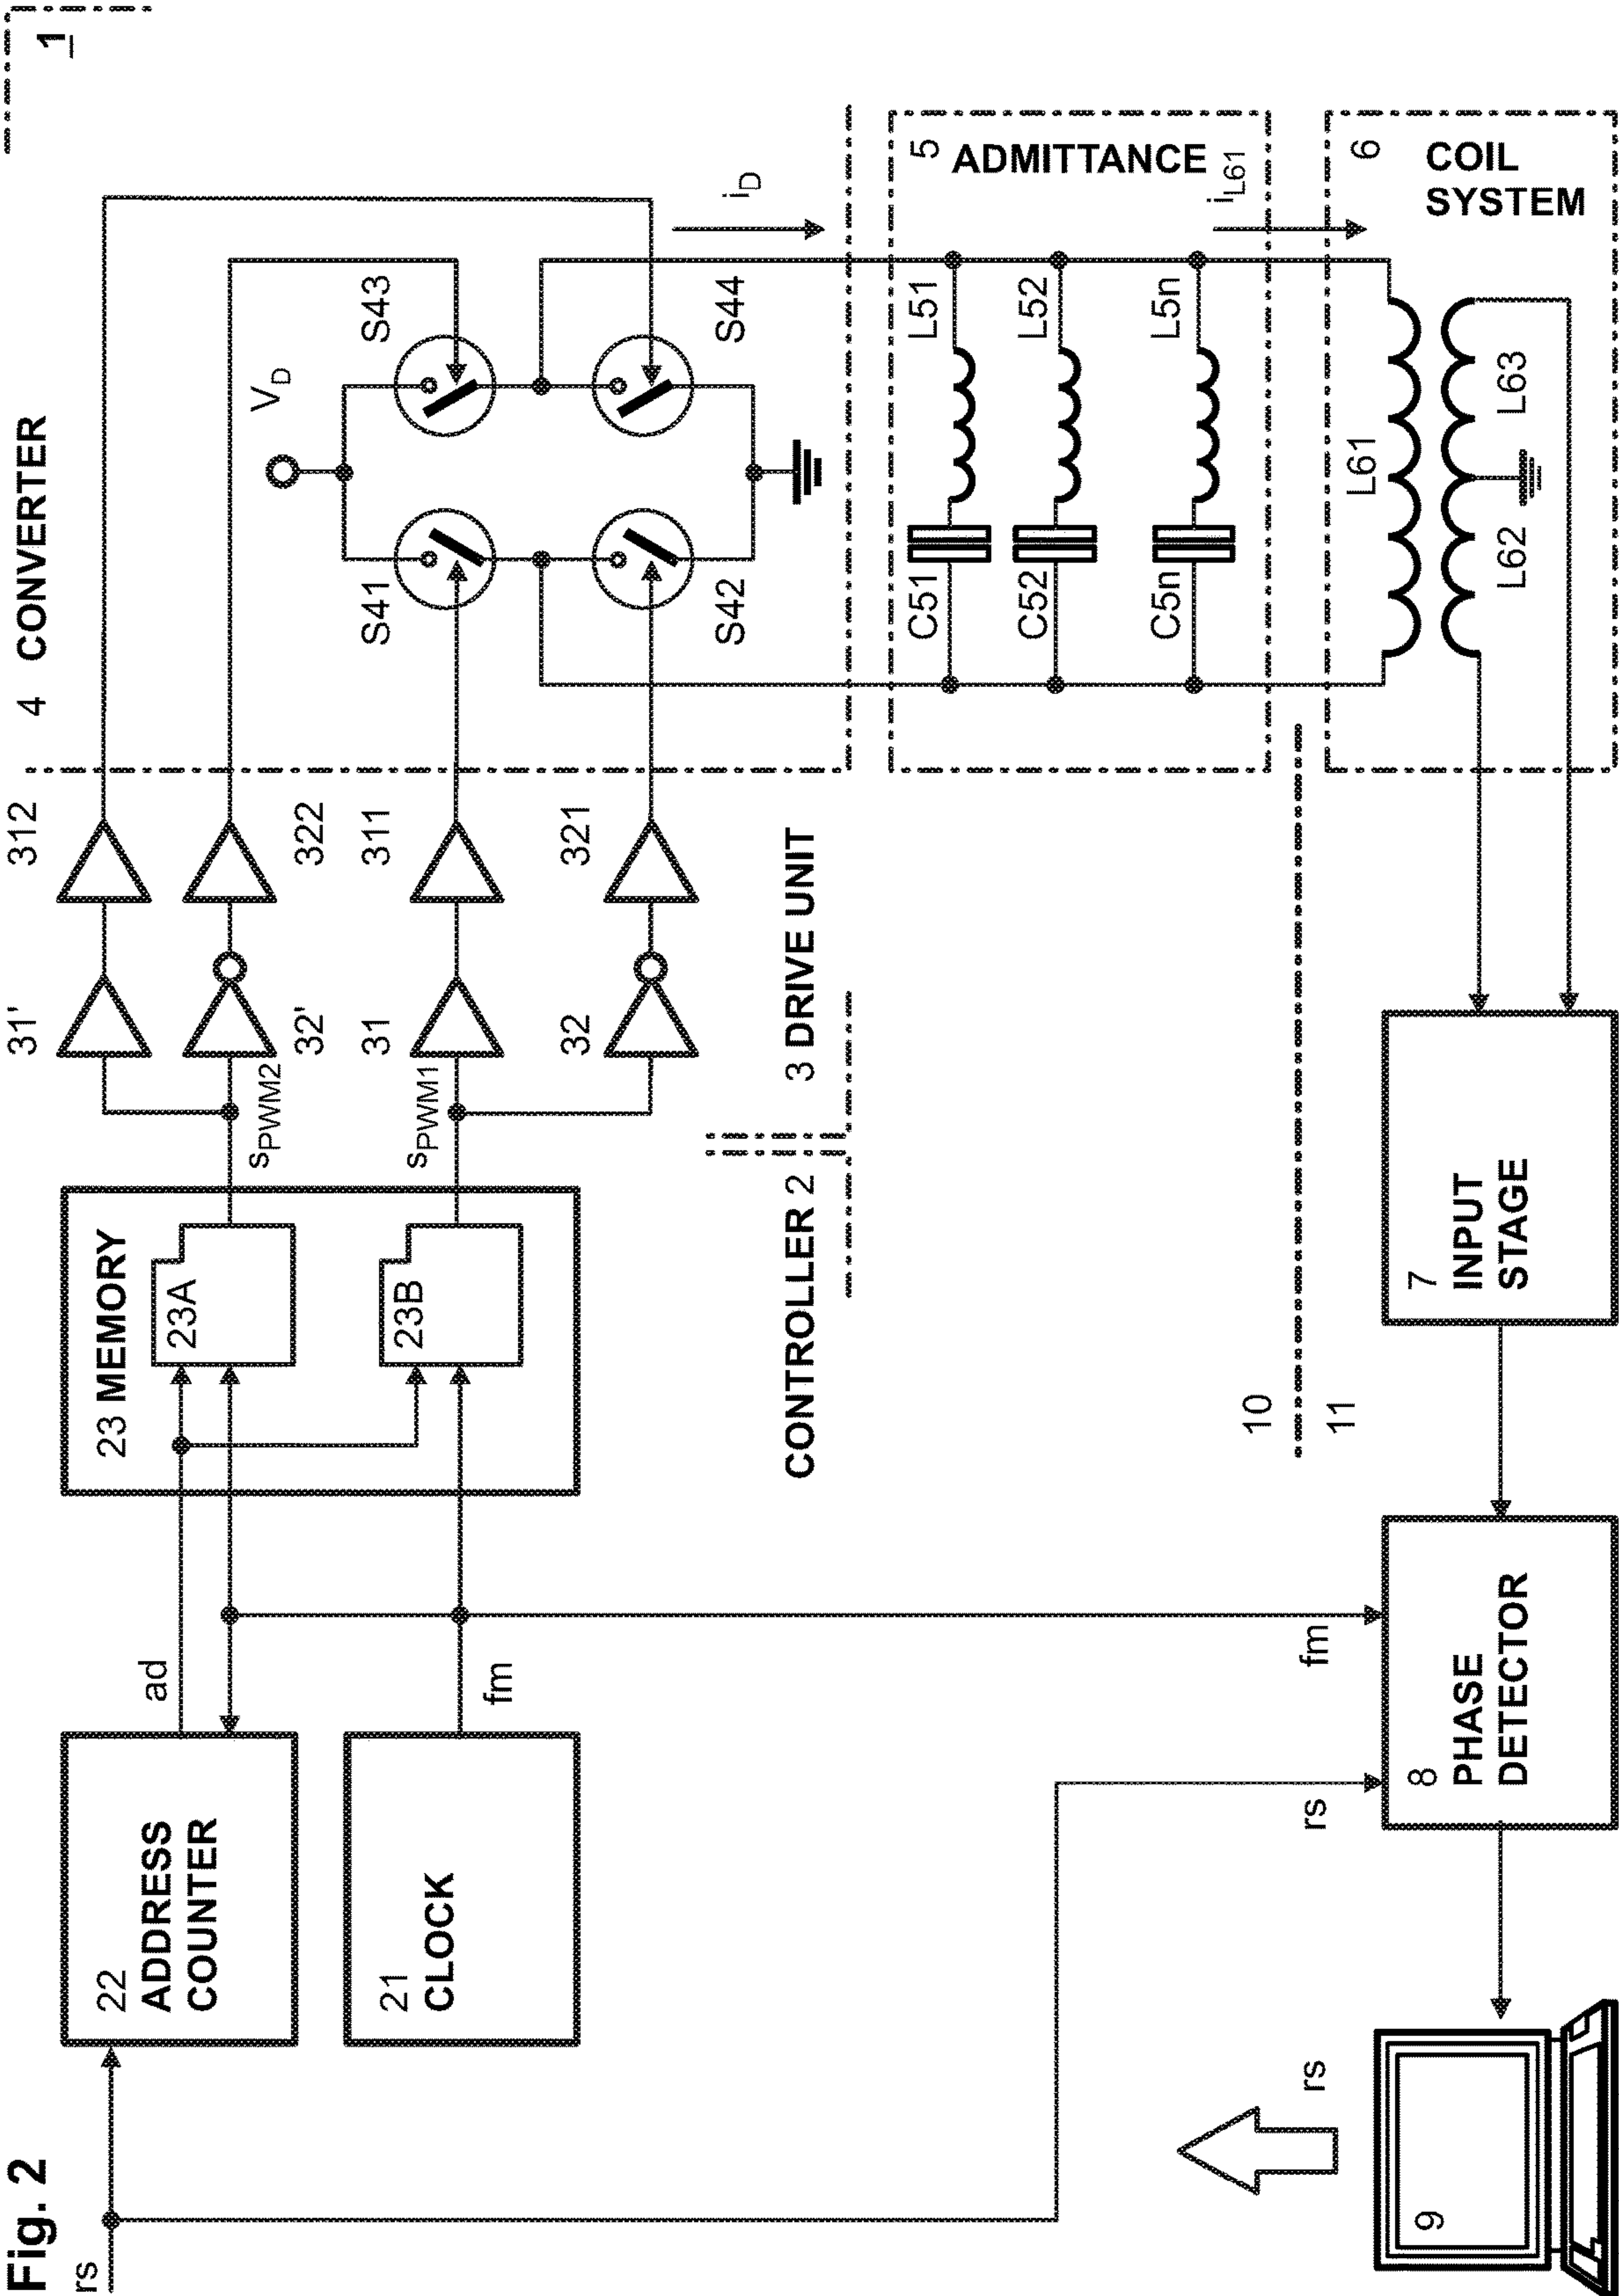 Fig. 2
1
rs
22
ADDRESS
COUNTER
ad
21
CLOCK
fm
23 MEMORY
23A
23B
CONTROLLER 2
sPWM2
sPWM1
31'
312
32'
322
31
311
32
321
3 DRIVE UNIT
4 CONVERTER
VD
S41
S43
S42
S44
iD
5
ADMITTANCE
C51
L51
C52
L52
C5n
L5n
iL61
6
COIL
SYSTEM
L61
L62
L63
10
11
7
INPUT
STAGE
fm
rs
8
PHASE
DETECTOR
rs
9